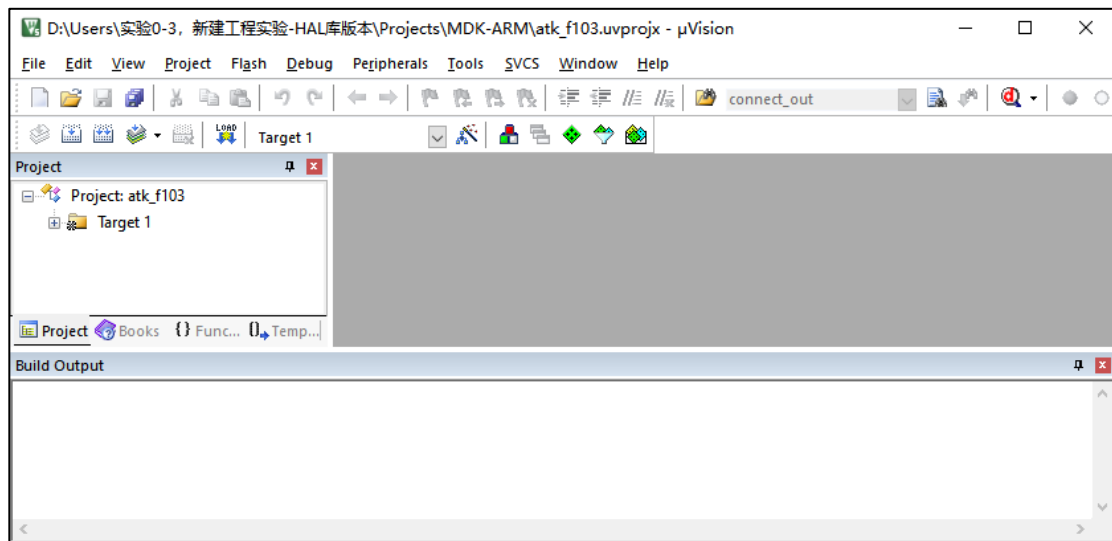 D:\Users\实验0-3，新建工程实验-HAL库版本\Projects\MDK-ARM\atk_f103.uvprojx - µVision
File Edit View Project Flash Debug Peripherals Tools SVCS Window Help
connect_out
LOAD Target 1
Project
Project: atk_f103
Target 1
Project Books {} Func... Temp...
Build Output